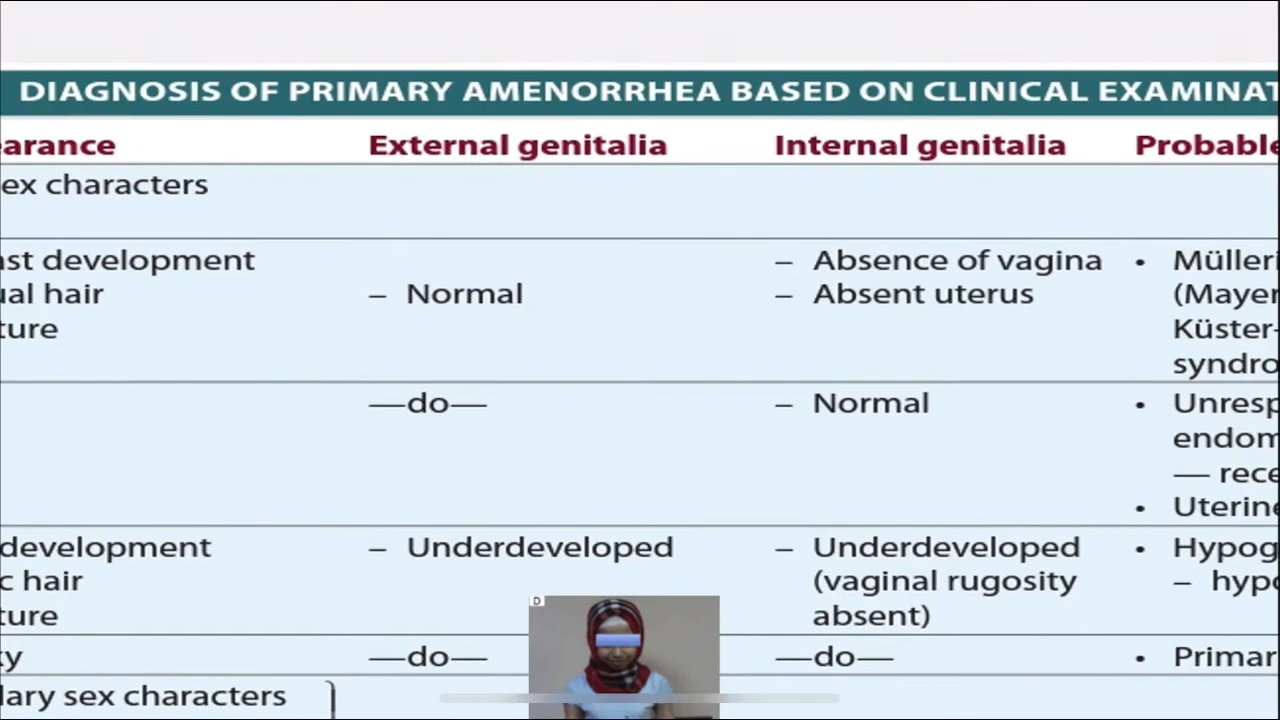 DIAGNOSIS OF PRIMARY AMENORRHEA BASED ON CLINICAL EXAMINAT
earance External genitalia Internal genitalia Probable
ex characters
ast development – Absence of vagina • Mülleri
ual hair – Normal – Absent uterus (Mayer
ture Küster-
syndro
—do— – Normal • Unresp
endom
— rece
• Uterine
development – Underdeveloped – Underdeveloped • Hypog
c hair (vaginal rugosity – hypo
ture absent)
D
ky —do— —do— • Primar
lary sex characters